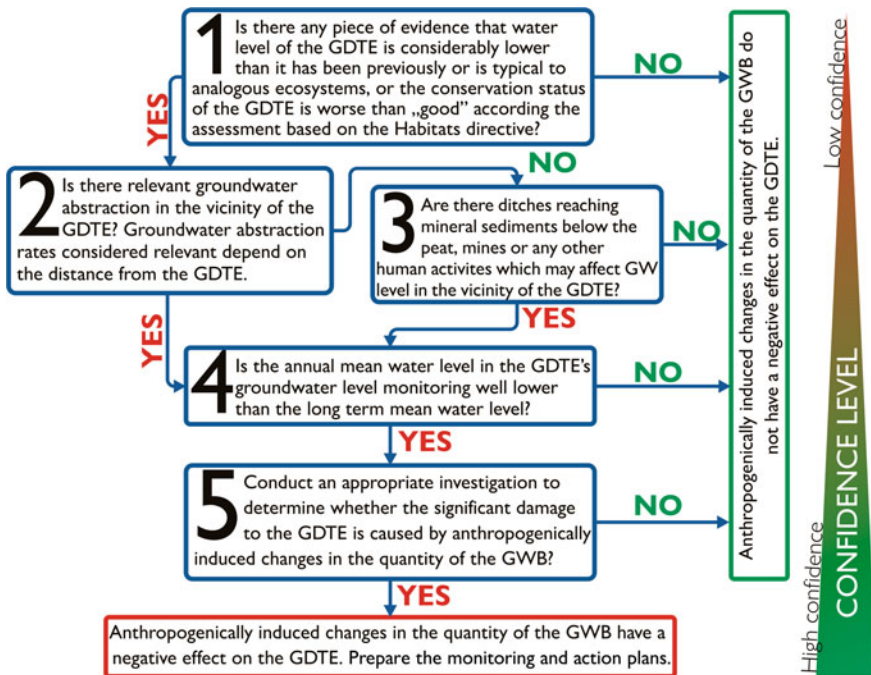 1 Is there any piece of evidence that water
level of the GDTE is considerably lower
than it has been previously or is typical to
analogous ecosystems, or the conservation status
of the GDTE is worse than „good” according the
assessment based on the Habitats directive?
NO
YES
2 Is there relevant groundwater
abstraction in the vicinity of the
GDTE? Groundwater abstraction
rates considered relevant depend on
the distance from the GDTE.
NO
YES
3 Are there ditches reaching
mineral sediments below the
peat, mines or any other
human activites which may affect GW
level in the vicinity of the GDTE?
NO
YES
4 Is the annual mean water level in the GDTE’s
groundwater level monitoring well lower
than the long term mean water level?
NO
YES
5 Conduct an appropriate investigation to
determine whether the significant damage
to the GDTE is caused by anthropogenically
induced changes in the quantity of the GWB?
NO
YES
Anthropogenically induced changes in the quantity of the GWB have a
negative effect on the GDTE. Prepare the monitoring and action plans.
Anthropogenically induced changes in the quantity of the GWB do
not have a negative effect on the GDTE.
Low confidence
High confidence
CONFIDENCE LEVEL